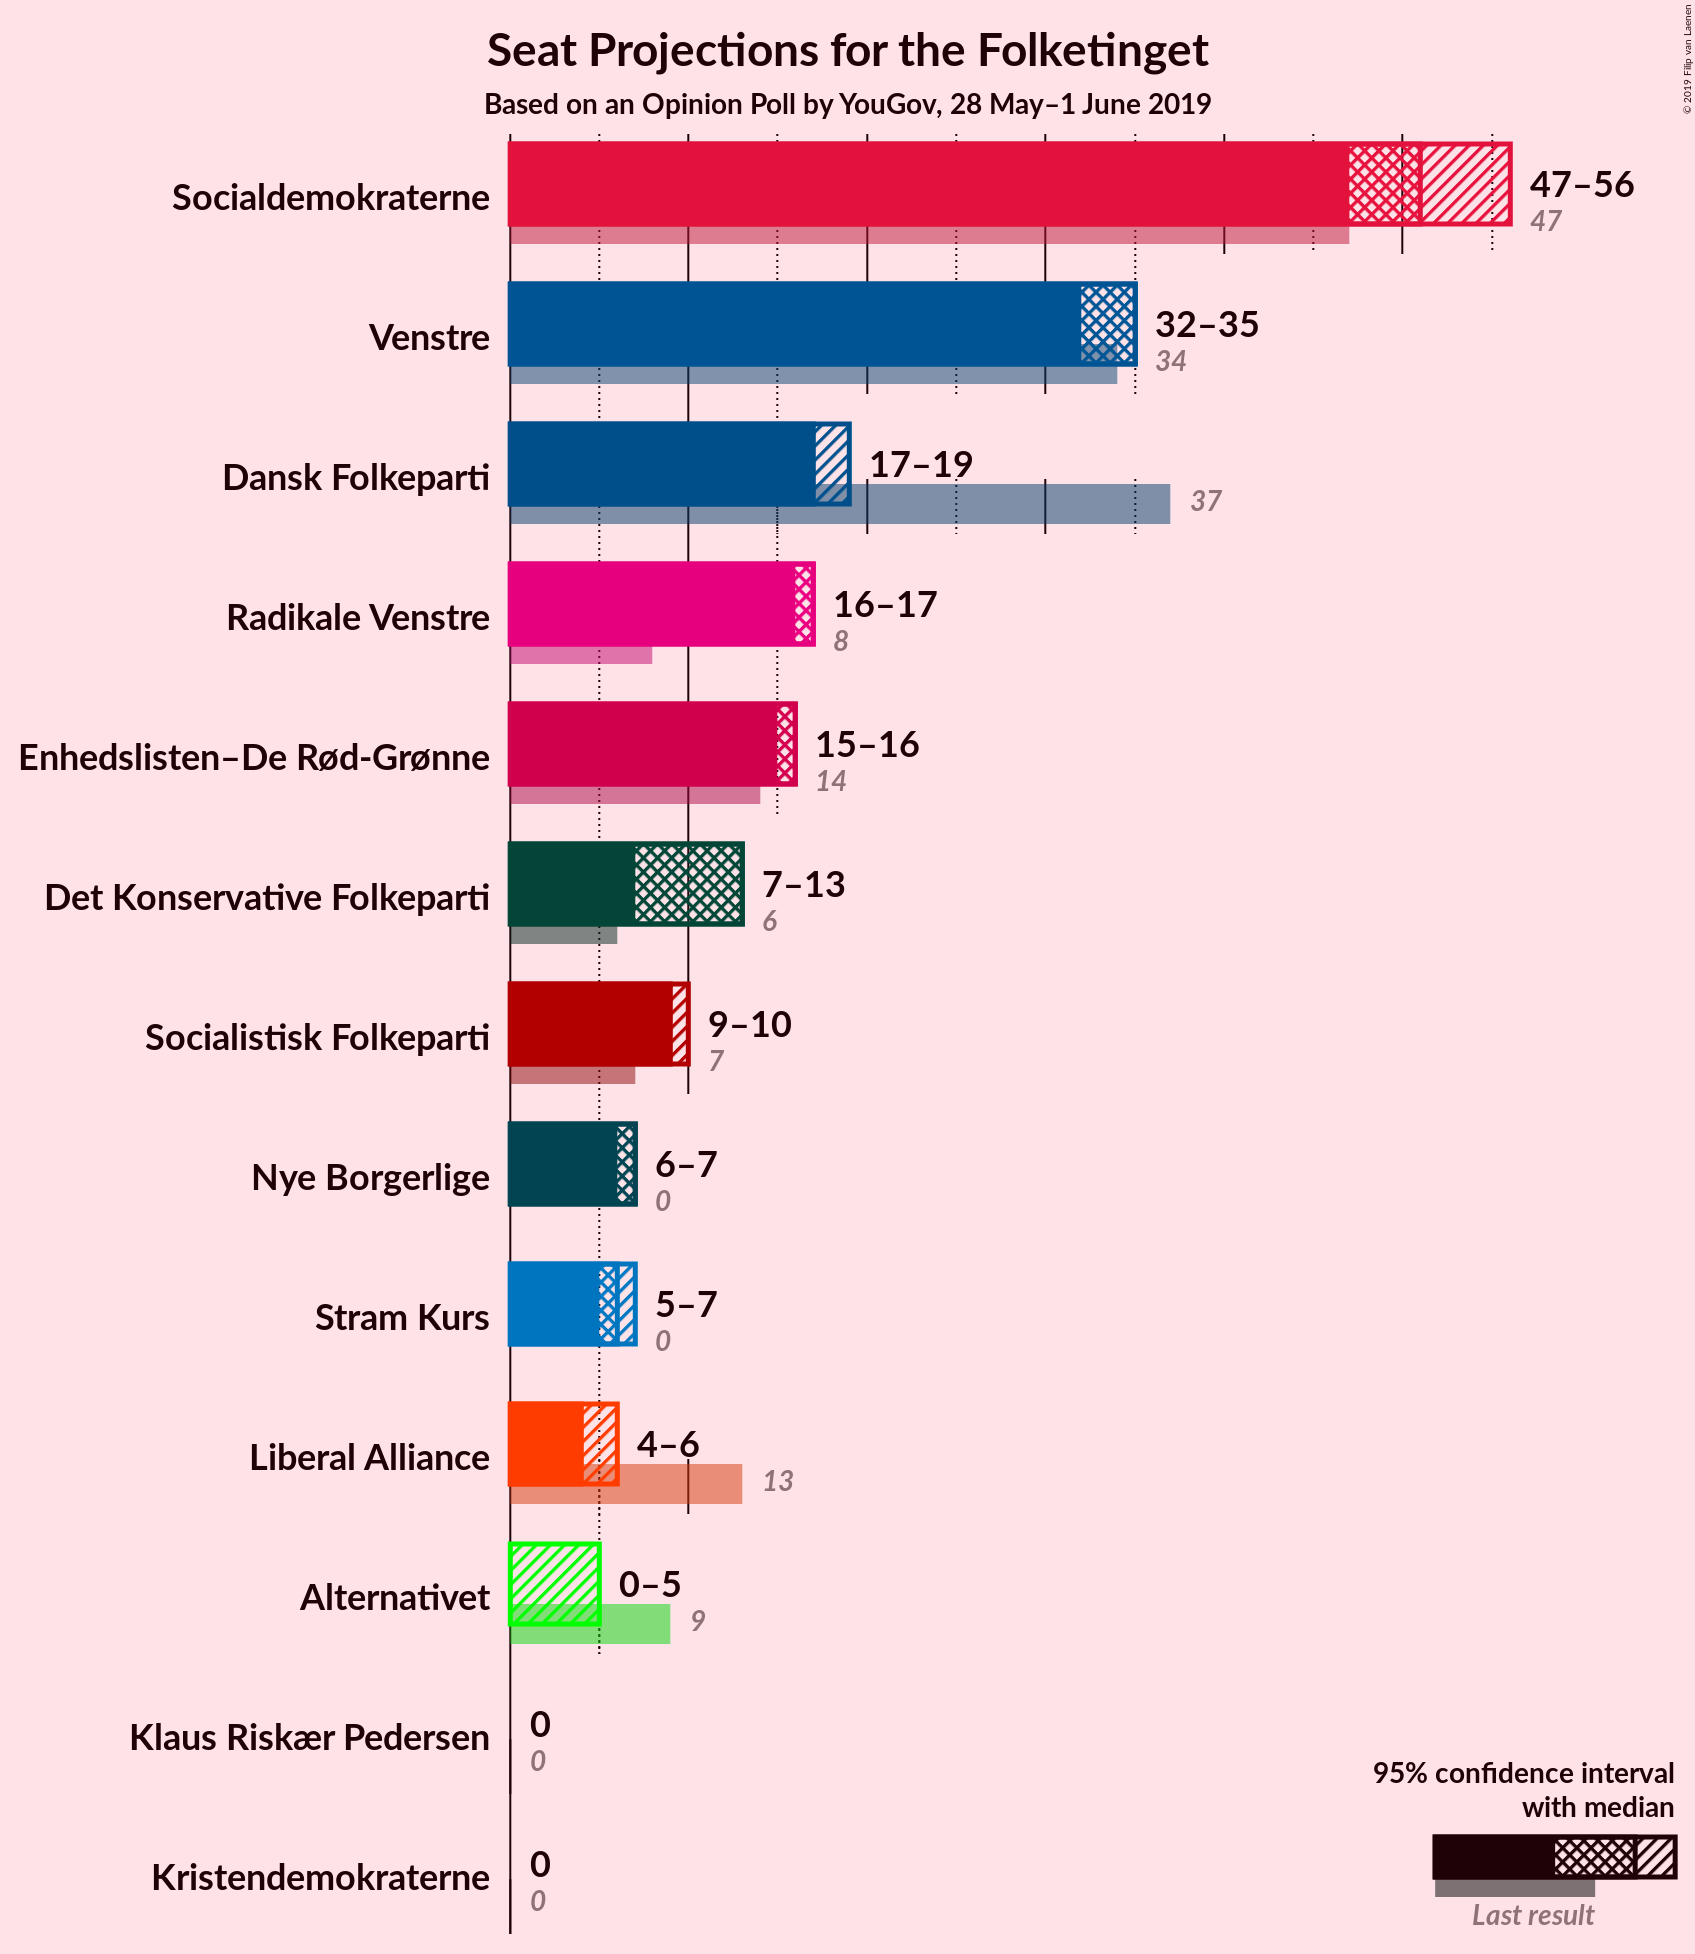 Seat Projections for the Folketinget
Based on an Opinion Poll by YouGov, 28 May–1 June 2019
© 2019 Filip van Laenen
Socialdemokraterne
47–56
47
Venstre
32–35
34
Dansk Folkeparti
17–19
37
Radikale Venstre
16–17
8
Enhedslisten–De Rød-Grønne
15–16
14
Det Konservative Folkeparti
7–13
6
Socialistisk Folkeparti
9–10
7
Nye Borgerlige
6–7
0
Stram Kurs
5–7
0
Liberal Alliance
4–6
13
Alternativet
0–5
9
Klaus Riskær Pedersen
0
0
Kristendemokraterne
0
0
95% confidence interval
with median
Last result